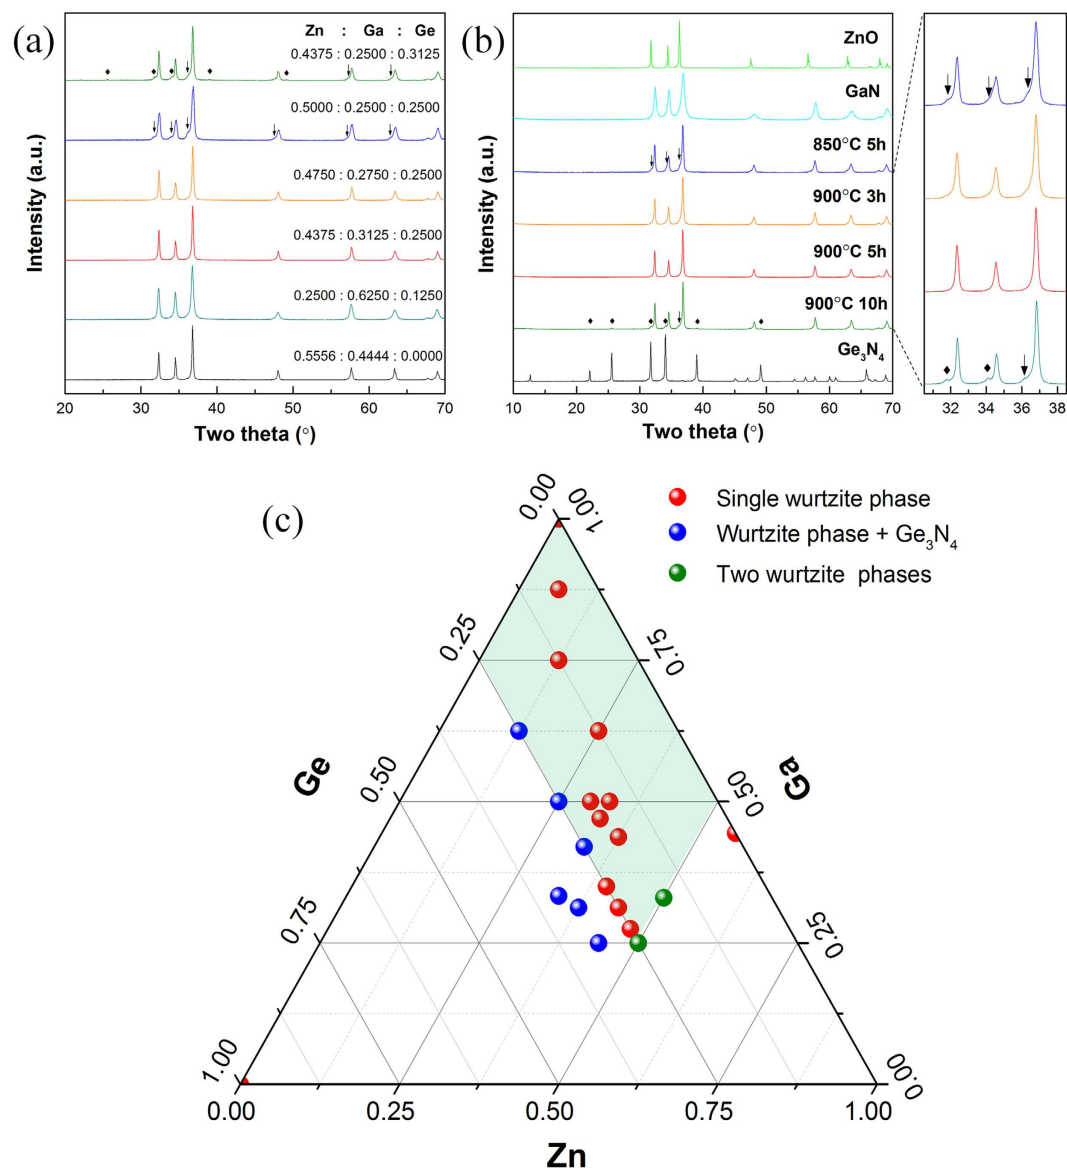 (a)
Zn : Ga : Ge
0.4375 : 0.2500 : 0.3125
0.5000 : 0.2500 : 0.2500
0.4750 : 0.2750 : 0.2500
0.4375 : 0.3125 : 0.2500
0.2500 : 0.6250 : 0.1250
0.5556 : 0.4444 : 0.0000
Intensity (a.u.)
20 30 40 50 60 70
Two theta (°)
(b)
ZnO
GaN
850°C 5h
900°C 3h
900°C 5h
900°C 10h
Ge₃N₄
Intensity (a.u.)
10 20 30 40 50 60 70
Two theta (°)
32 34 36 38
(c)
Single wurtzite phase
Wurtzite phase + Ge₃N₄
Two wurtzite phases
0.00
0.25
0.50
0.75
1.00
Ge
1.00
0.75
0.50
0.25
0.00
Ga
0.00 0.25 0.50 0.75 1.00
Zn